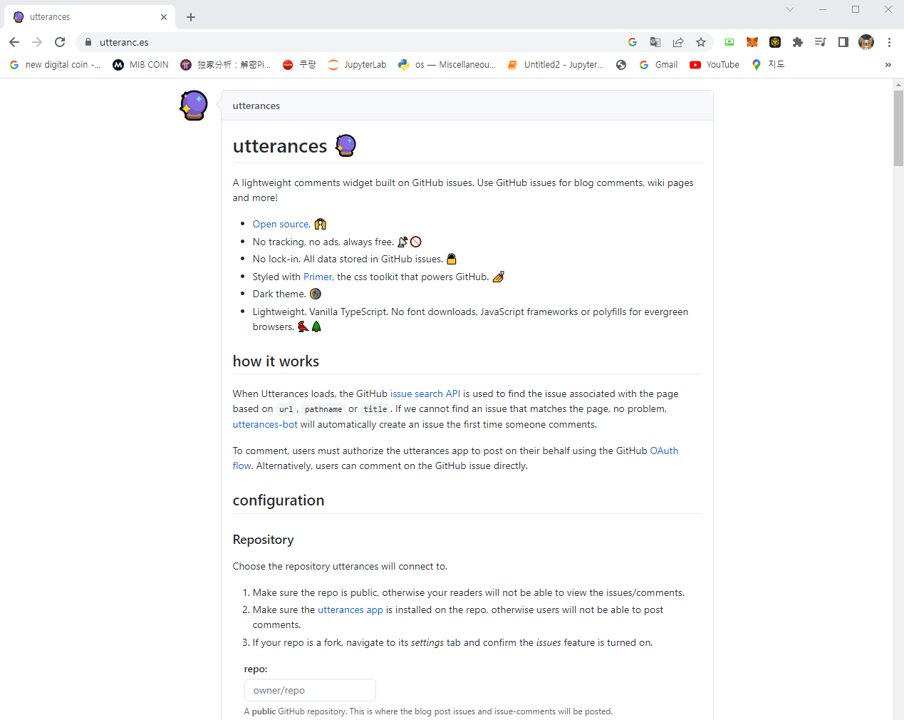 utterances
utteranc.es
new digital coin -...
MIB COIN
独家分析：解密Pi...
쿠팡
JupyterLab
os — Miscellaneou...
Untitled2 - Jupyter...
Gmail
YouTube
지도
»
utterances
utterances
A lightweight comments widget built on GitHub issues. Use GitHub issues for blog comments, wiki pages
and more!
• Open source.
• No tracking, no ads, always free.
• No lock-in. All data stored in GitHub issues.
• Styled with Primer, the css toolkit that powers GitHub.
• Dark theme.
• Lightweight. Vanilla TypeScript. No font downloads, JavaScript frameworks or polyfills for evergreen
browsers.
how it works
When Utterances loads, the GitHub issue search API is used to find the issue associated with the page
based on url, pathname or title. If we cannot find an issue that matches the page, no problem,
utterances-bot will automatically create an issue the first time someone comments.
To comment, users must authorize the utterances app to post on their behalf using the GitHub OAuth
flow. Alternatively, users can comment on the GitHub issue directly.
configuration
Repository
Choose the repository utterances will connect to.
1. Make sure the repo is public, otherwise your readers will not be able to view the issues/comments.
2. Make sure the utterances app is installed on the repo, otherwise users will not be able to post
comments.
3. If your repo is a fork, navigate to its settings tab and confirm the issues feature is turned on.
repo:
owner/repo
A public GitHub repository. This is where the blog post issues and issue-comments will be posted.